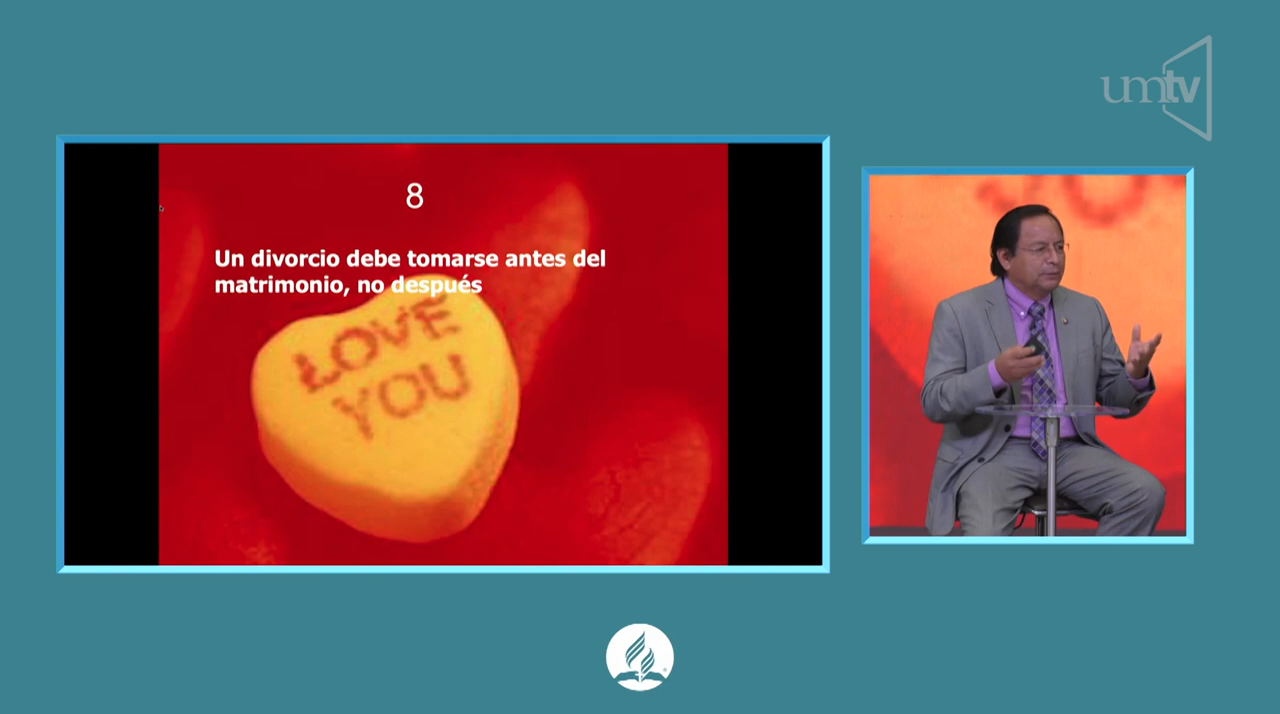 umtv
8
Un divorcio debe tomarse antes del
matrimonio, no después
LOVE
YOU